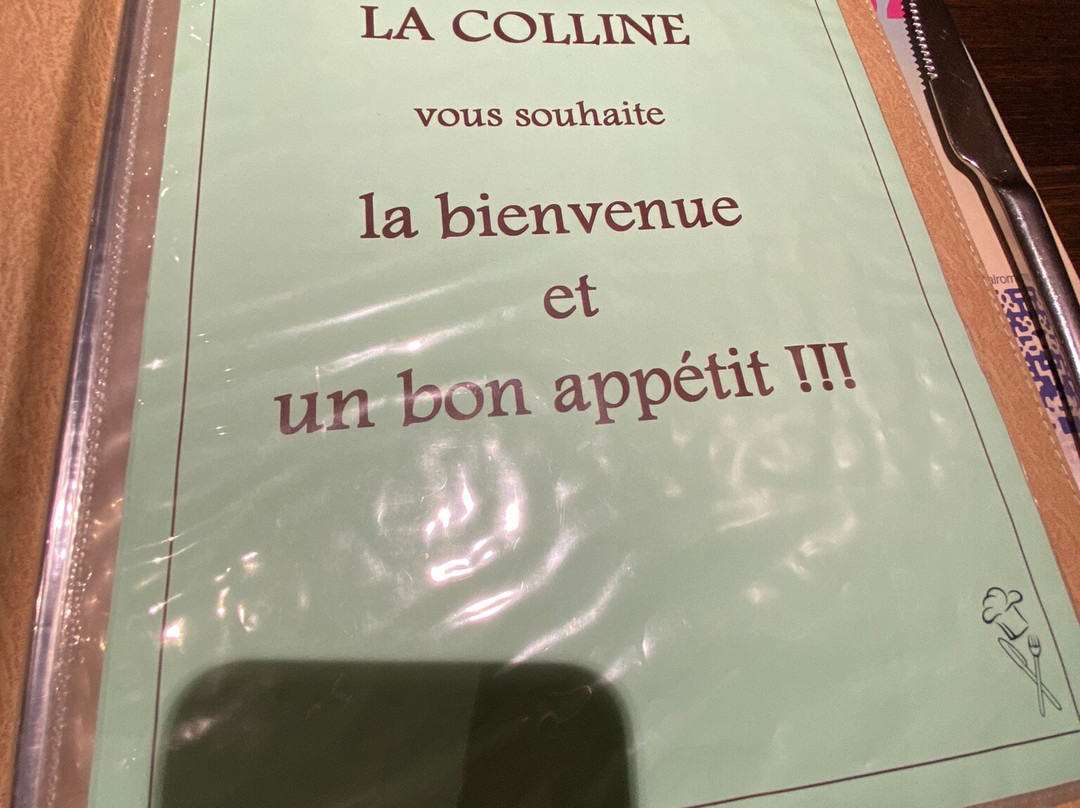 LA COLLINE
vous souhaite
la bienvenue
et
un bon appétit !!!